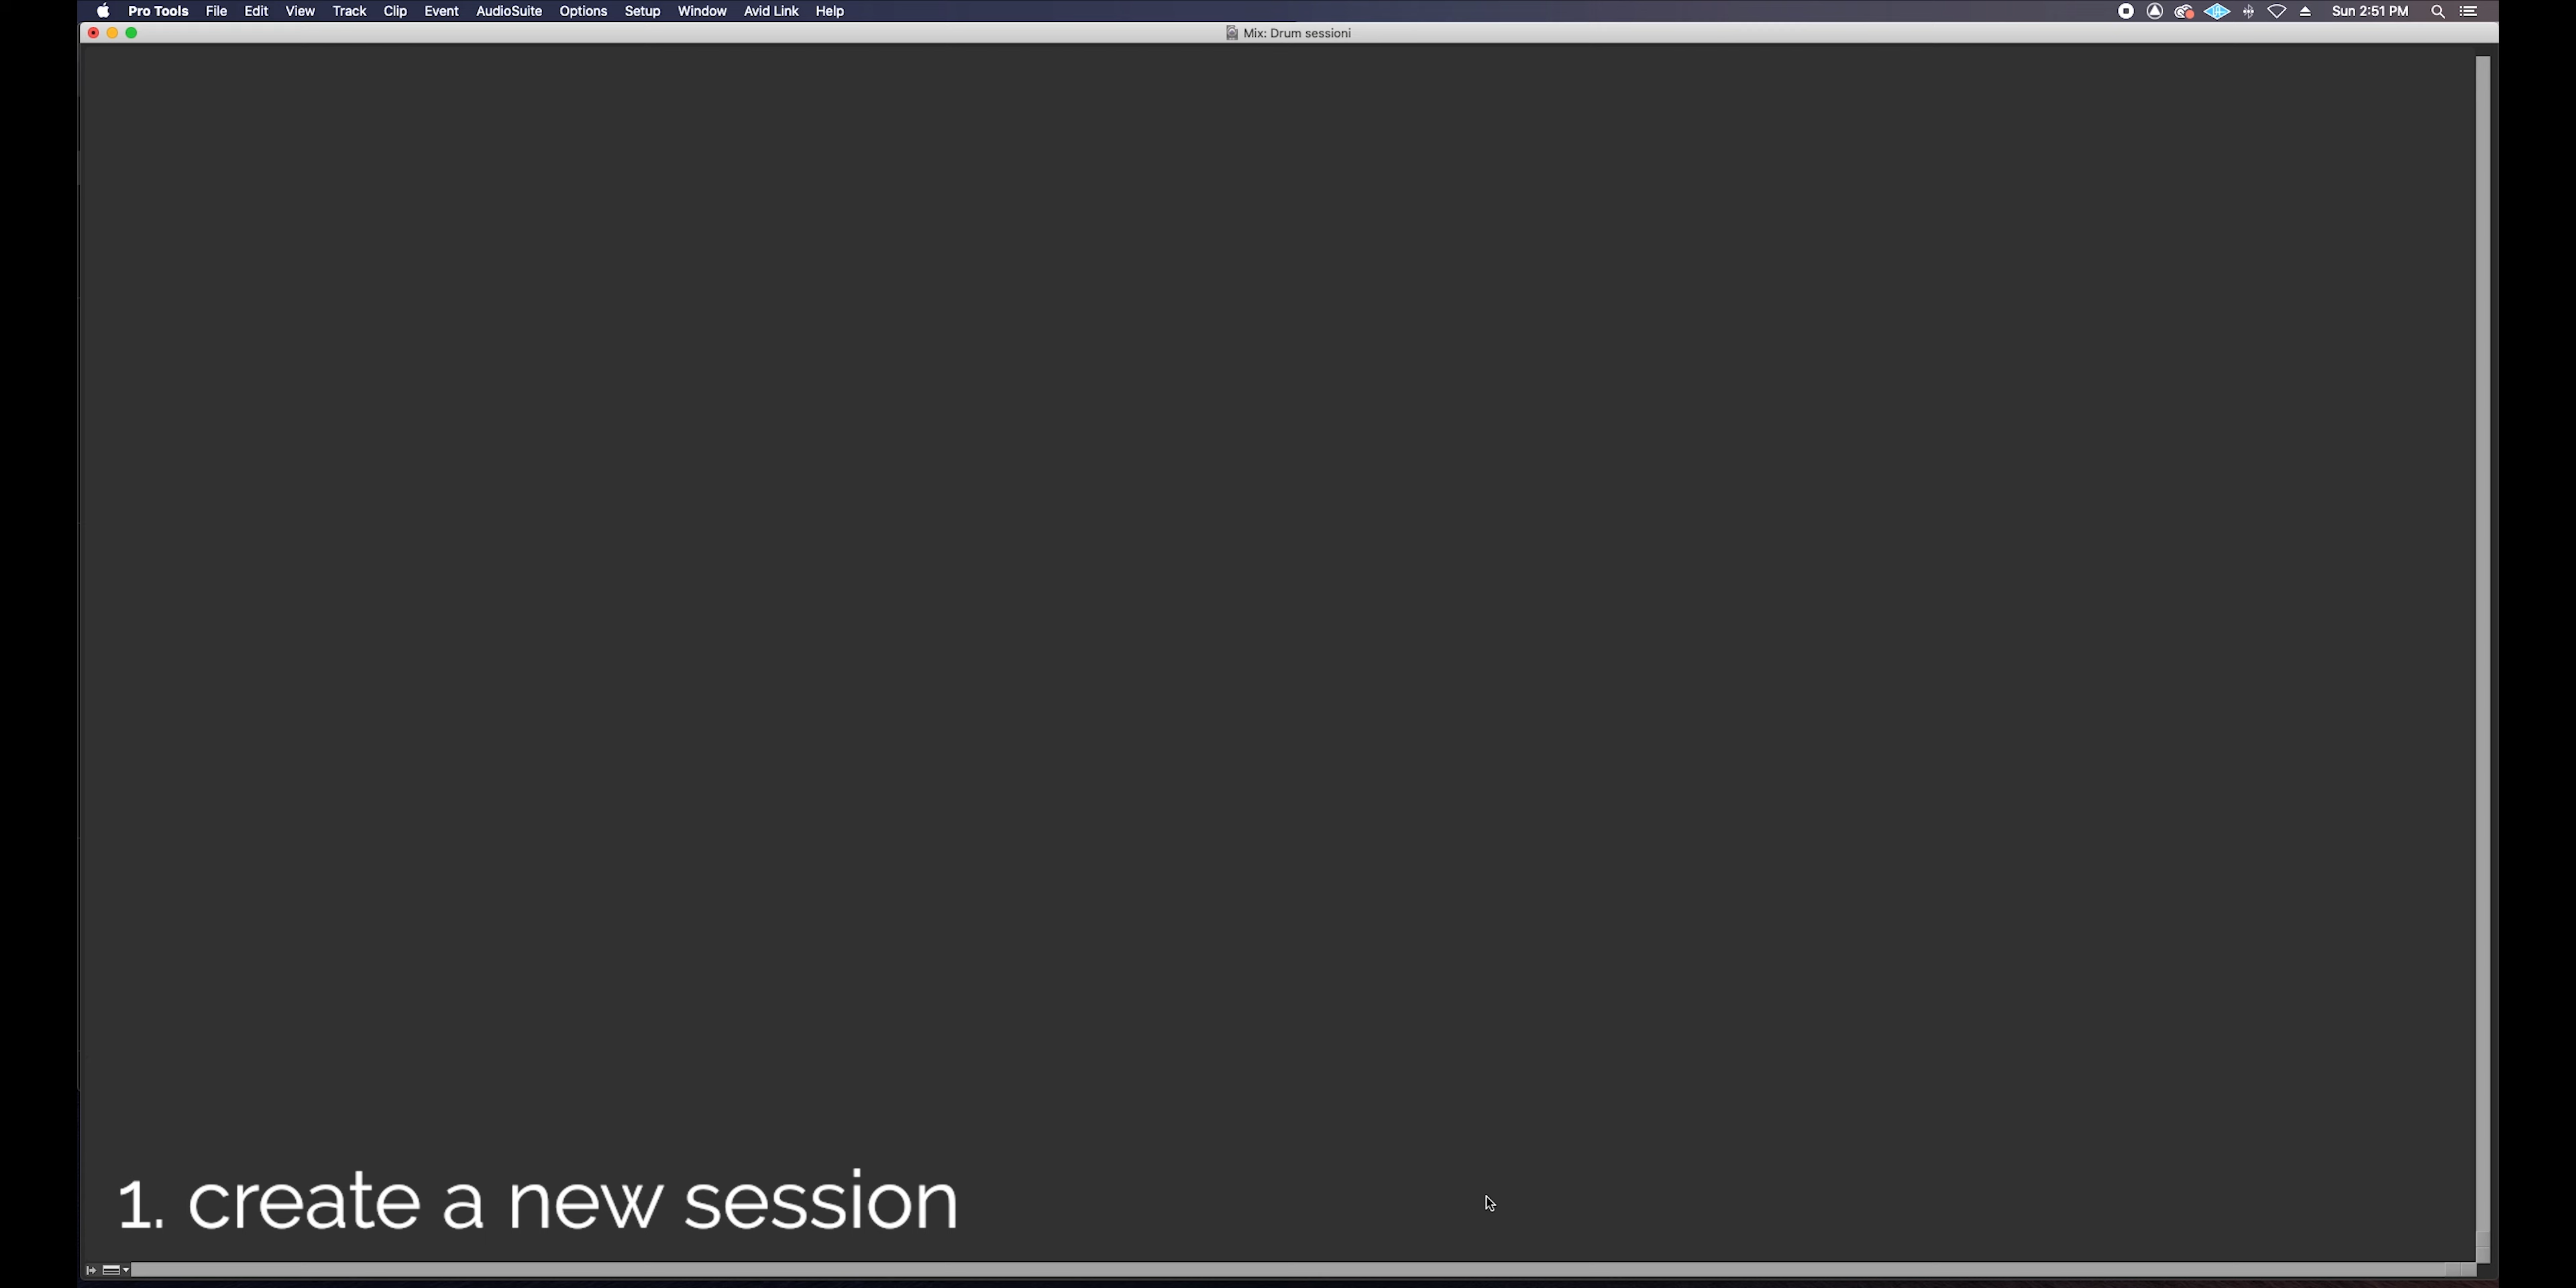 Pro Tools File Edit View Track Clip Event AudioSuite Options Setup Window Avid Link Help Sun 2:51 PM
Mix: Drum sessioni
1. create a new session